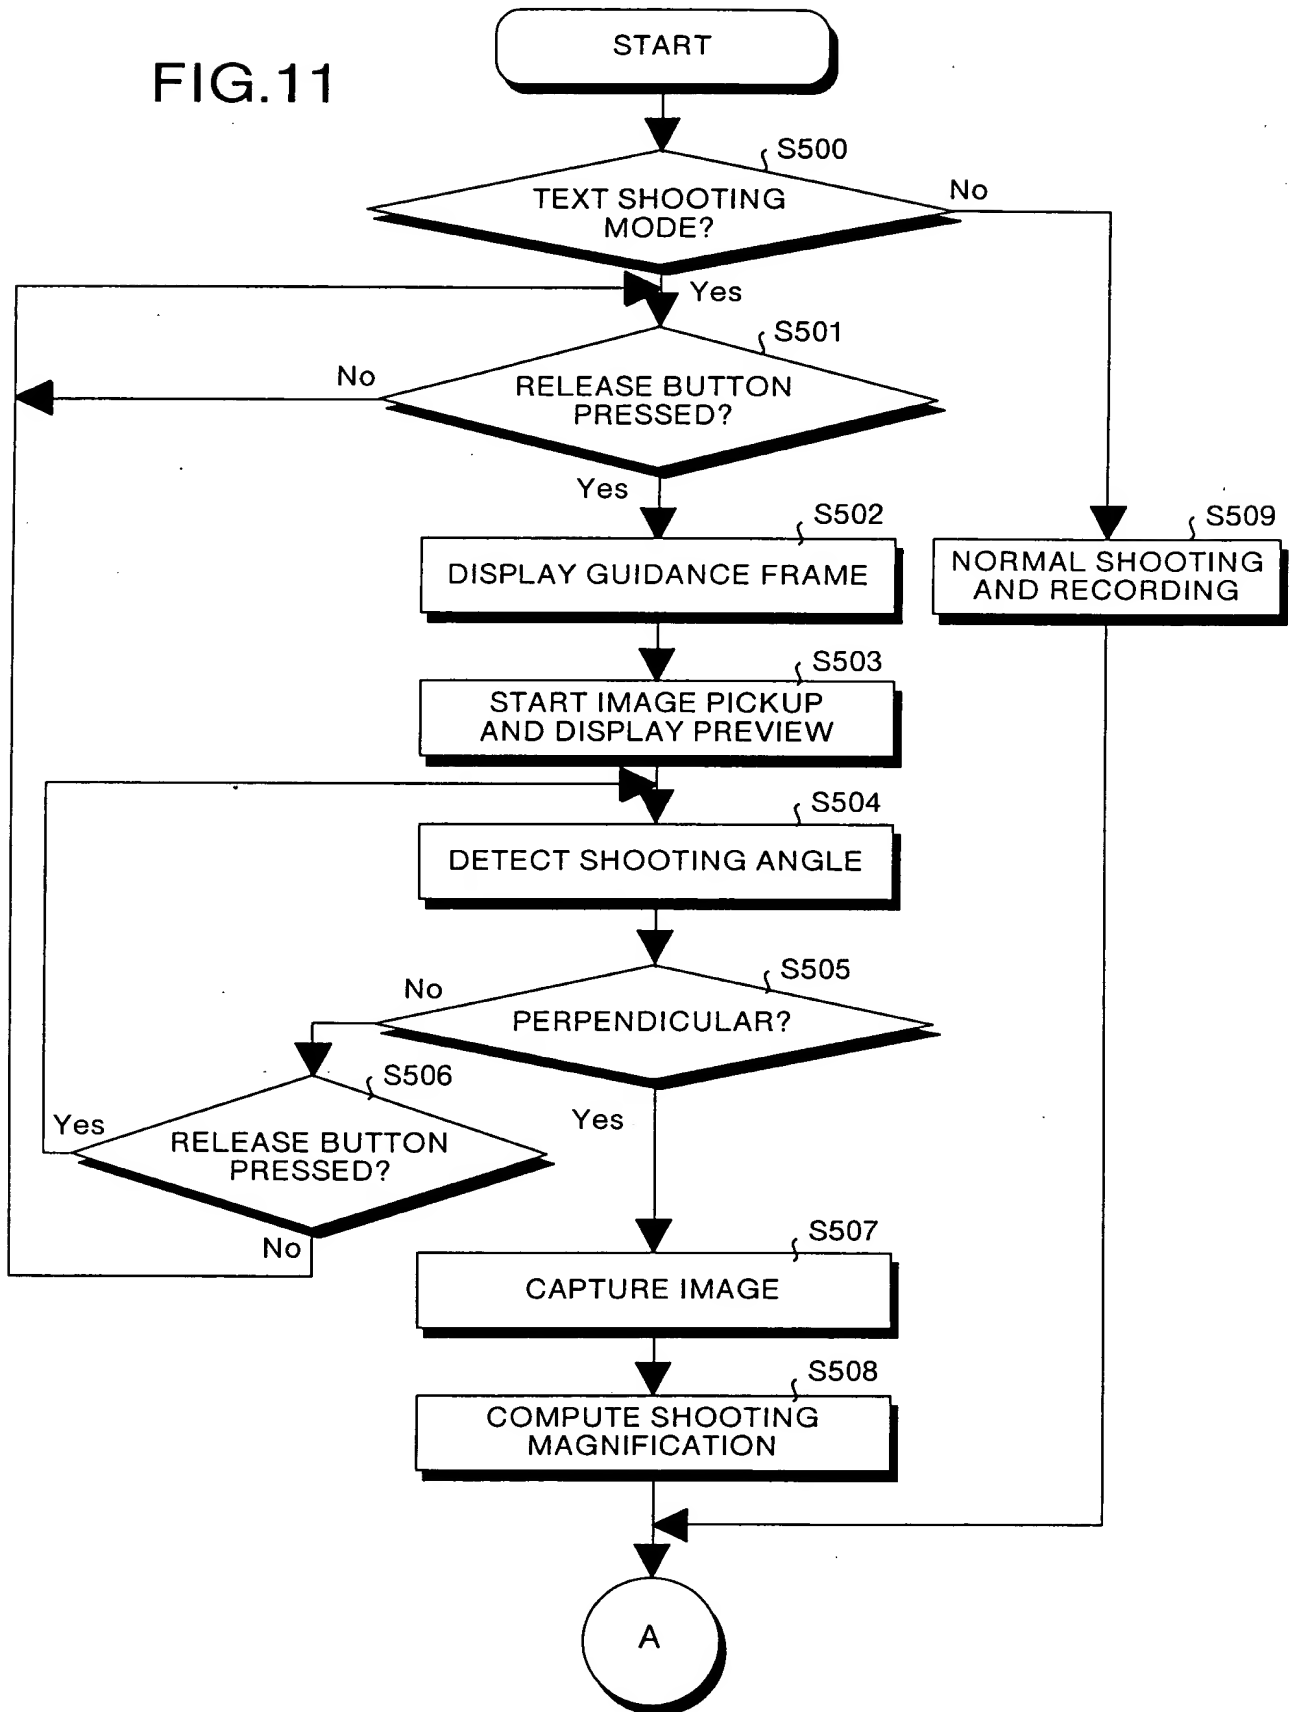 FIG.11
START
S500
TEXT SHOOTING
MODE?
No
Yes
S501
No
RELEASE BUTTON
PRESSED?
Yes
S502
DISPLAY GUIDANCE FRAME
S509
NORMAL SHOOTING
AND RECORDING
S503
START IMAGE PICKUP
AND DISPLAY PREVIEW
S504
DETECT SHOOTING ANGLE
S505
No
PERPENDICULAR?
S506
Yes
Yes
RELEASE BUTTON
PRESSED?
No
S507
CAPTURE IMAGE
S508
COMPUTE SHOOTING
MAGNIFICATION
A